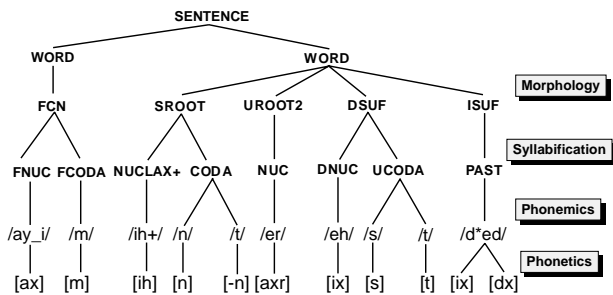 SENTENCE
WORD WORD
Morphology
FCN SROOT UROOT2 DSUF ISUF
Syllabification
FNUC FCODA NUCLAX+ CODA NUC DNUC UCODA PAST
Phonemics
/ay_i/ /m/ /ih+/ /n/ /t/ /er/ /eh/ /s/ /t/ /d*ed/
Phonetics
[ax] [m] [ih] [n] [-n] [axr] [ix] [s] [t] [ix] [dx]